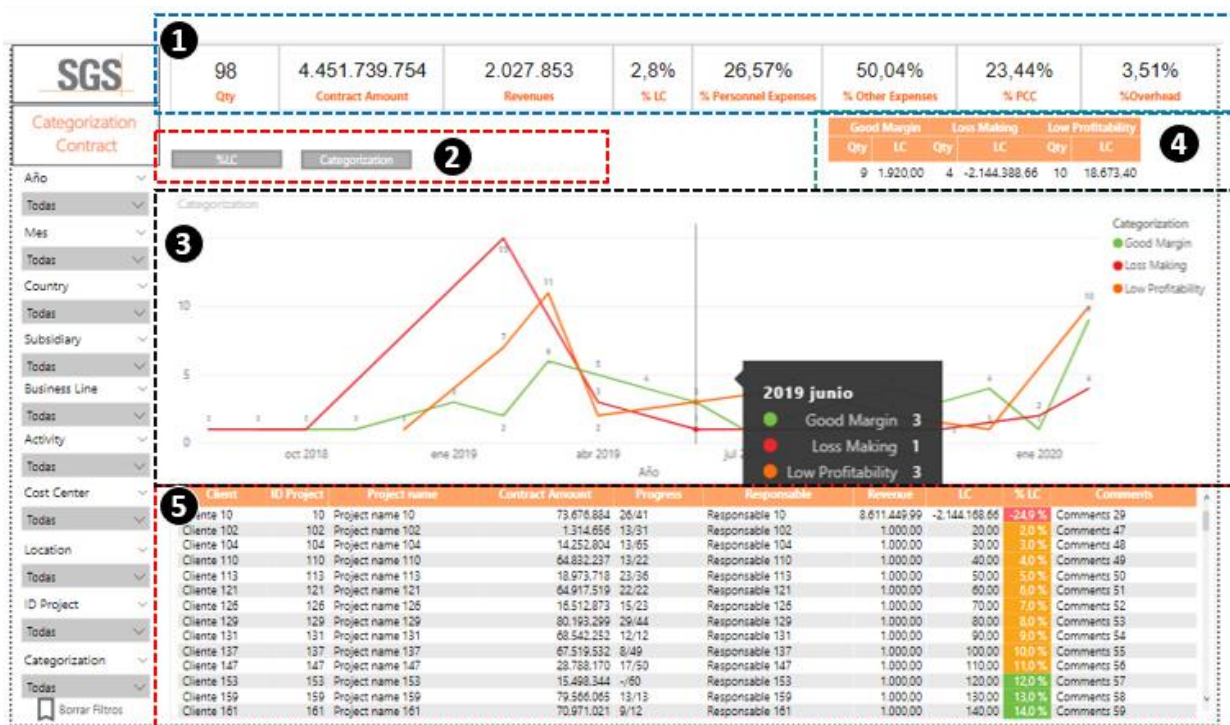 1
SGS
98 4.451.739.754 2.027.853 2,8% 26,57% 50,04% 23,44% 3,51%
Qty Contract Amount Revenues % LC % Personnel Expenses % Other Expenses % FCC %Overhead
Categorization
Contract
2
%LC Categorization
Good Margin Loss Making Low Profitability
Qty LC Qty LC Qty LC
9 1.920,00 4 -2.144.388,66 10 18.673,40
4
Año
Todas
Mes
Todas
Country
Todas
Subsidiary
Todas
Business Line
Todas
Activity
Todas
Cost Center
Todas
Location
Todas
ID Project
Todas
Categorization
Todas
Borrar Filtros
Categorization
3
Categorization
Good Margin
Loss Making
Low Profitability
10
5
0
11
7
5
4
2
10
4
4
2
oct 2018 ene 2019 abr 2019 ene 2020
Año
2019 junio
Good Margin 3
Loss Making 1
Low Profitability 3
5
Client ID Project Project name Contract Amount Progress Responsable Revenue LC % LC Comments
10 Project name 10 73.676.884 26/41 Responsable 10 8.611.449,99 -2.144.168,66 -24,9 % Comments 29
Cliente 102 102 Project name 102 1.314.656 13/31 Responsable 102 1.000,00 20,00 2,0 % Comments 47
Cliente 104 104 Project name 104 14.252.804 13/65 Responsable 104 1.000,00 30,00 3,0 % Comments 48
Cliente 110 110 Project name 110 64.832.237 13/22 Responsable 110 1.000,00 40,00 4,0 % Comments 49
Cliente 113 113 Project name 113 18.973.718 23/36 Responsable 113 1.000,00 50,00 5,0 % Comments 50
Cliente 121 121 Project name 121 64.917.519 22/22 Responsable 121 1.000,00 60,00 6,0 % Comments 51
Cliente 126 126 Project name 126 16.512.873 15/23 Responsable 126 1.000,00 70,00 7,0 % Comments 52
Cliente 129 129 Project name 129 80.193.299 29/44 Responsable 129 1.000,00 80,00 8,0 % Comments 53
Cliente 131 131 Project name 131 68.542.252 12/12 Responsable 131 1.000,00 90,00 9,0 % Comments 54
Cliente 137 137 Project name 137 67.519.532 8/49 Responsable 137 1.000,00 100,00 10,0 % Comments 55
Cliente 147 147 Project name 147 28.788.170 17/50 Responsable 147 1.000,00 110,00 11,0 % Comments 56
Cliente 153 153 Project name 153 15.498.344 -/60 Responsable 153 1.000,00 120,00 12,0 % Comments 57
Cliente 159 159 Project name 159 79.566.065 13/13 Responsable 159 1.000,00 130,00 13,0 % Comments 58
Cliente 161 161 Project name 161 70.971.021 9/12 Responsable 161 1.000,00 140,00 14,0 % Comments 59